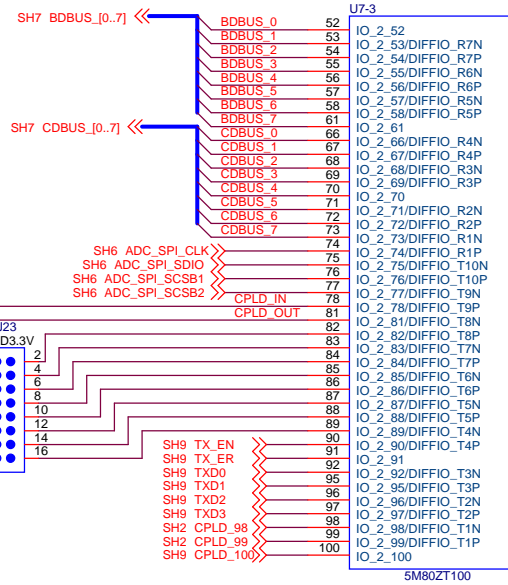 U7-3
SH7 BDBUS_[0..7]
BDBUS_0 52 IO_2_52
BDBUS_1 53 IO_2_53/DIFFIO_R7N
BDBUS_2 54 IO_2_54/DIFFIO_R7P
BDBUS_3 55 IO_2_55/DIFFIO_R6N
BDBUS_4 56 IO_2_56/DIFFIO_R6P
BDBUS_5 57 IO_2_57/DIFFIO_R5N
BDBUS_6 58 IO_2_58/DIFFIO_R5P
BDBUS_7 61 IO_2_61
SH7 CDBUS_[0..7]
CDBUS_0 66 IO_2_66/DIFFIO_R4N
CDBUS_1 67 IO_2_67/DIFFIO_R4P
CDBUS_2 68 IO_2_68/DIFFIO_R3N
CDBUS_3 69 IO_2_69/DIFFIO_R3P
CDBUS_4 70 IO_2_70
CDBUS_5 71 IO_2_71/DIFFIO_R2N
CDBUS_6 72 IO_2_72/DIFFIO_R2P
CDBUS_7 73 IO_2_73/DIFFIO_R1N
SH6 ADC_SPI_CLK 74 IO_2_74/DIFFIO_R1P
SH6 ADC_SPI_SDIO 75 IO_2_75/DIFFIO_T10N
SH6 ADC_SPI_SCSB1 76 IO_2_76/DIFFIO_T10P
SH6 ADC_SPI_SCSB2 77 IO_2_77/DIFFIO_T9N
CPLD_IN 78 IO_2_78/DIFFIO_T9P
CPLD_OUT 81 IO_2_81/DIFFIO_T8N
82 IO_2_82/DIFFIO_T8P
83 IO_2_83/DIFFIO_T7N
84 IO_2_84/DIFFIO_T7P
85 IO_2_85/DIFFIO_T6N
86 IO_2_86/DIFFIO_T6P
87 IO_2_87/DIFFIO_T5N
88 IO_2_88/DIFFIO_T5P
89 IO_2_89/DIFFIO_T4N
J23
D3.3V
2
4
6
8
10
12
14
16
SH9 TX_EN 90 IO_2_90/DIFFIO_T4P
SH9 TX_ER 91 IO_2_91
SH9 TXD0 92 IO_2_92/DIFFIO_T3N
SH9 TXD1 95 IO_2_95/DIFFIO_T3P
SH9 TXD2 96 IO_2_96/DIFFIO_T2N
SH9 TXD3 97 IO_2_97/DIFFIO_T2P
SH2 CPLD_98 98 IO_2_98/DIFFIO_T1N
SH2 CPLD_99 99 IO_2_99/DIFFIO_T1P
SH9 CPLD_100 100 IO_2_100
5M80ZT100